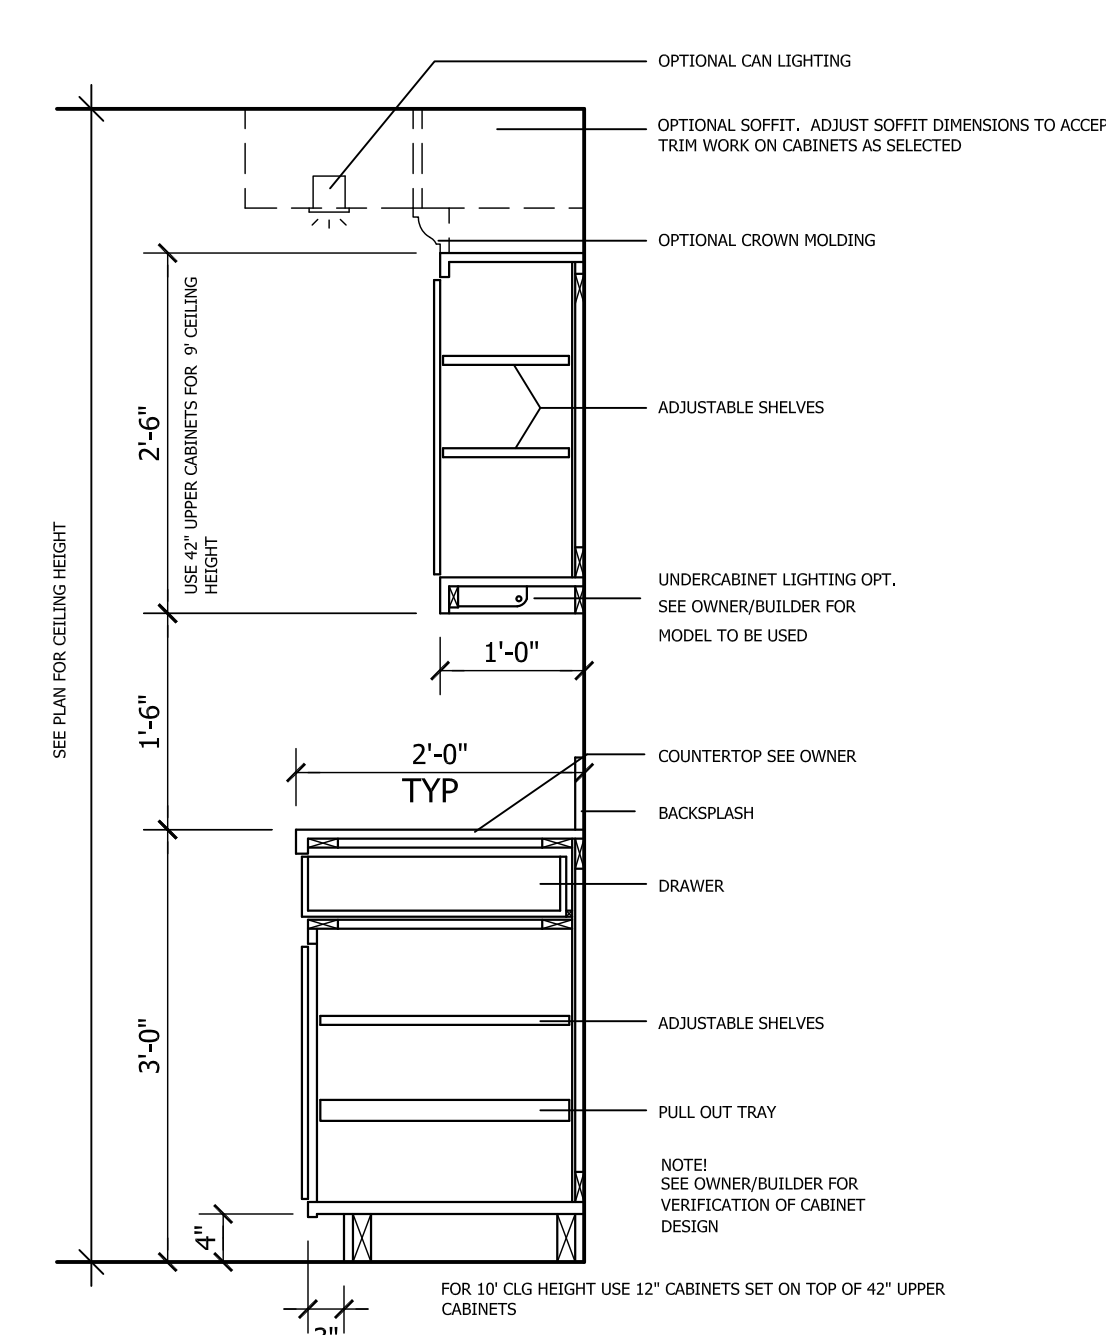 OPTIONAL CAN LIGHTING
OPTIONAL SOFFIT.  ADJUST SOFFIT DIMENSIONS TO ACCEP
TRIM WORK ON CABINETS AS SELECTED
OPTIONAL CROWN MOLDING
USE 42" UPPER CABINETS FOR  9' CEILING
HEIGHT
2'-6"
ADJUSTABLE SHELVES
SEE PLAN FOR CEILING HEIGHT
UNDERCABINET LIGHTING OPT.
SEE OWNER/BUILDER FOR
MODEL TO BE USED
1'-0"
1'-6"
2'-0"
TYP
COUNTERTOP SEE OWNER
BACKSPLASH
DRAWER
3'-0"
ADJUSTABLE SHELVES
PULL OUT TRAY
NOTE!
SEE OWNER/BUILDER FOR
VERIFICATION OF CABINET
DESIGN
4"
FOR 10' CLG HEIGHT USE 12" CABINETS SET ON TOP OF 42" UPPER
CABINETS